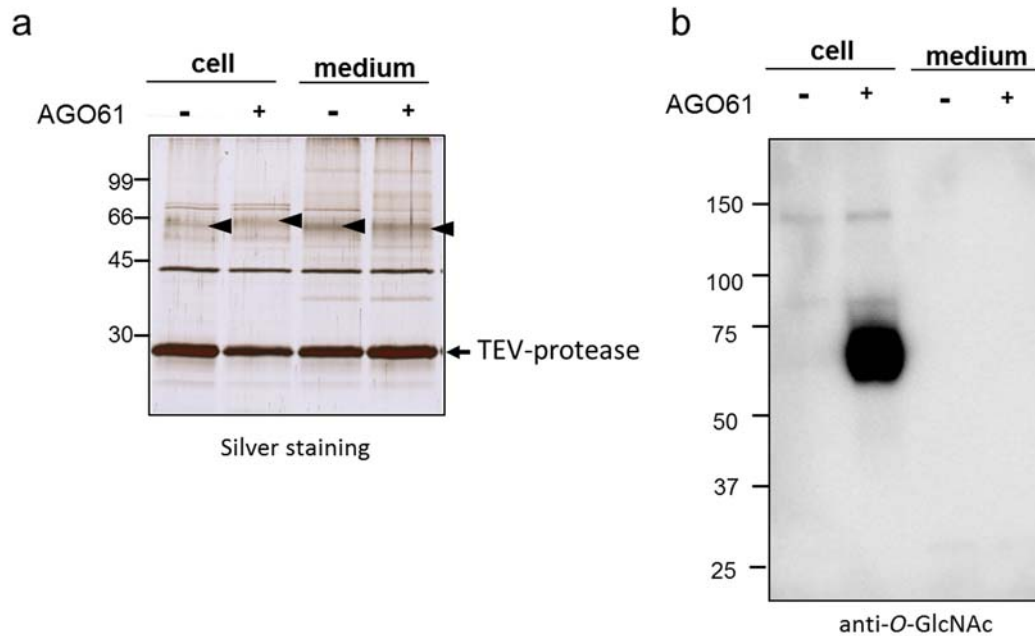 a
cell medium
AGO61 - + - +
99
66
45
30
TEV-protease
Silver staining
b
cell medium
AGO61 - + - +
150
100
75
50
37
25
anti-O-GlcNAc